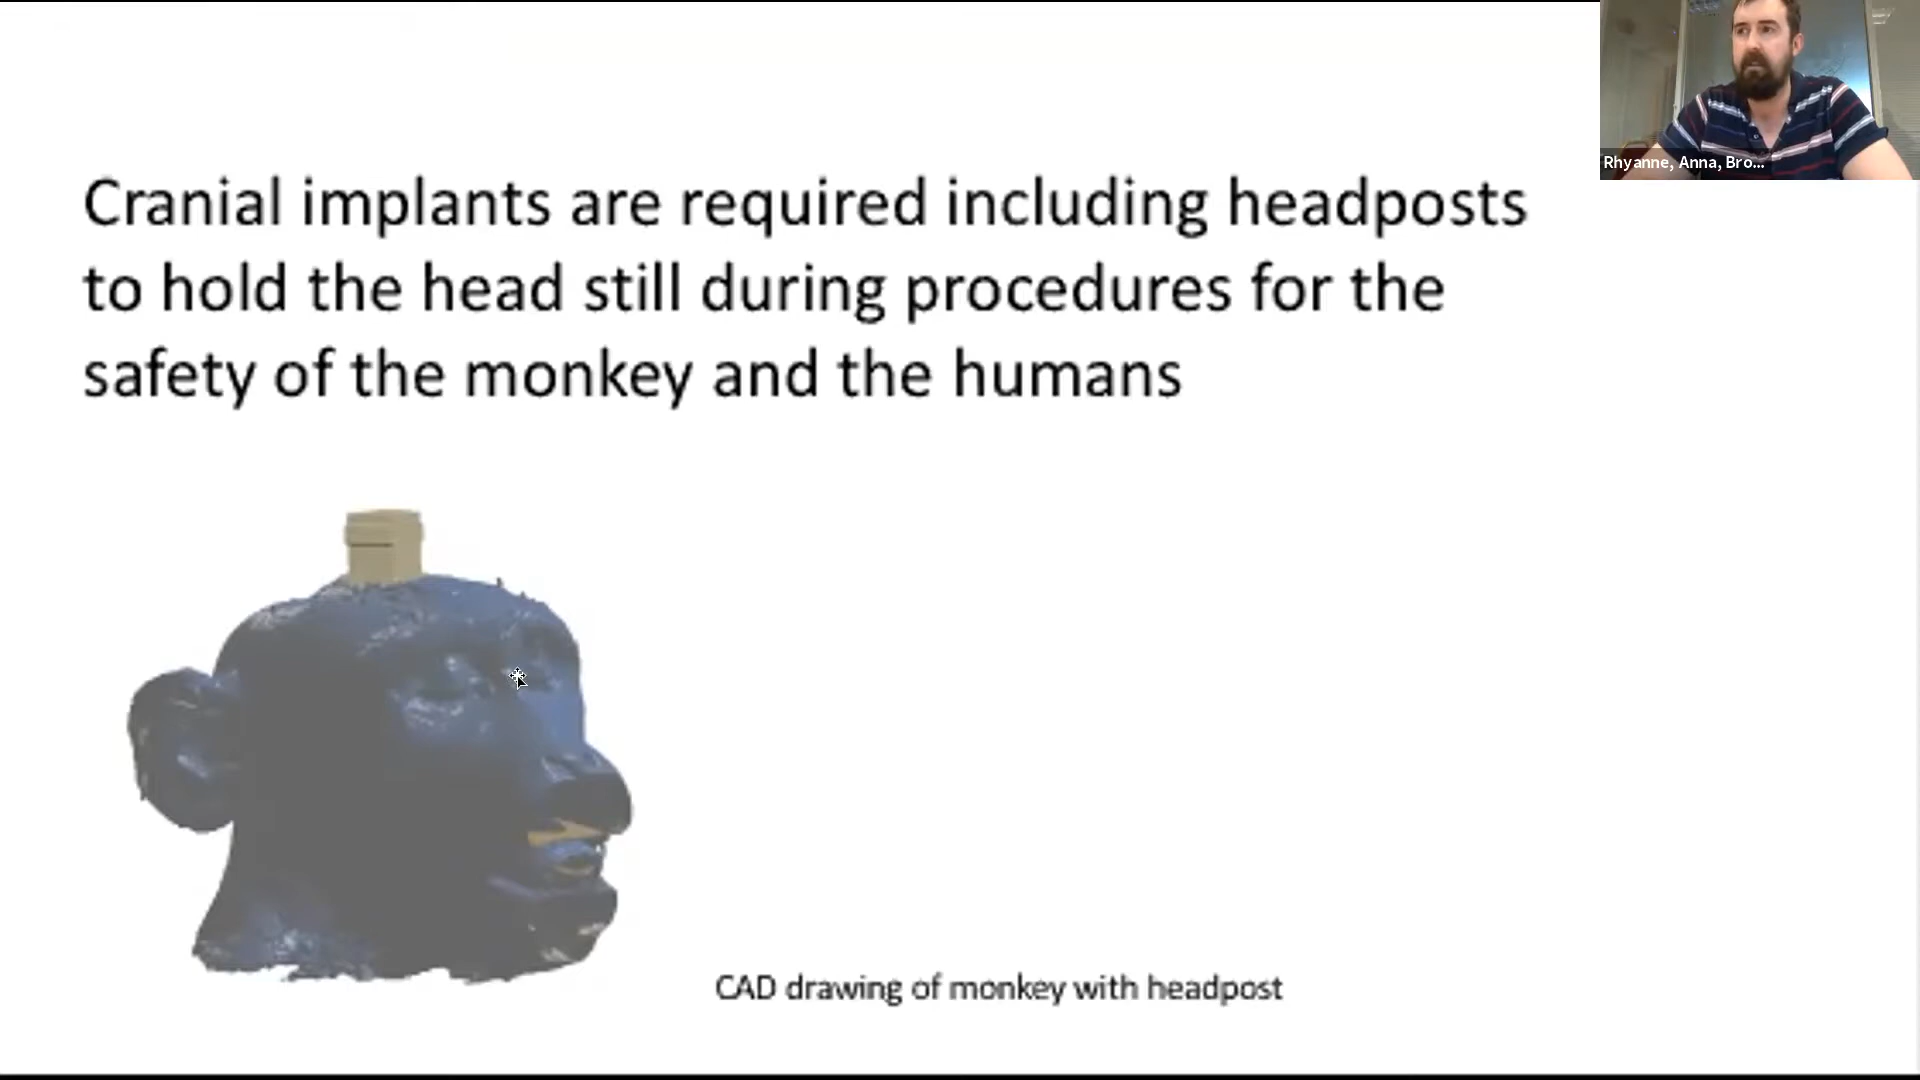 Rhyanne, Anna, Bro...
Cranial implants are required including headposts
to hold the head still during procedures for the
safety of the monkey and the humans
CAD drawing of monkey with headpost